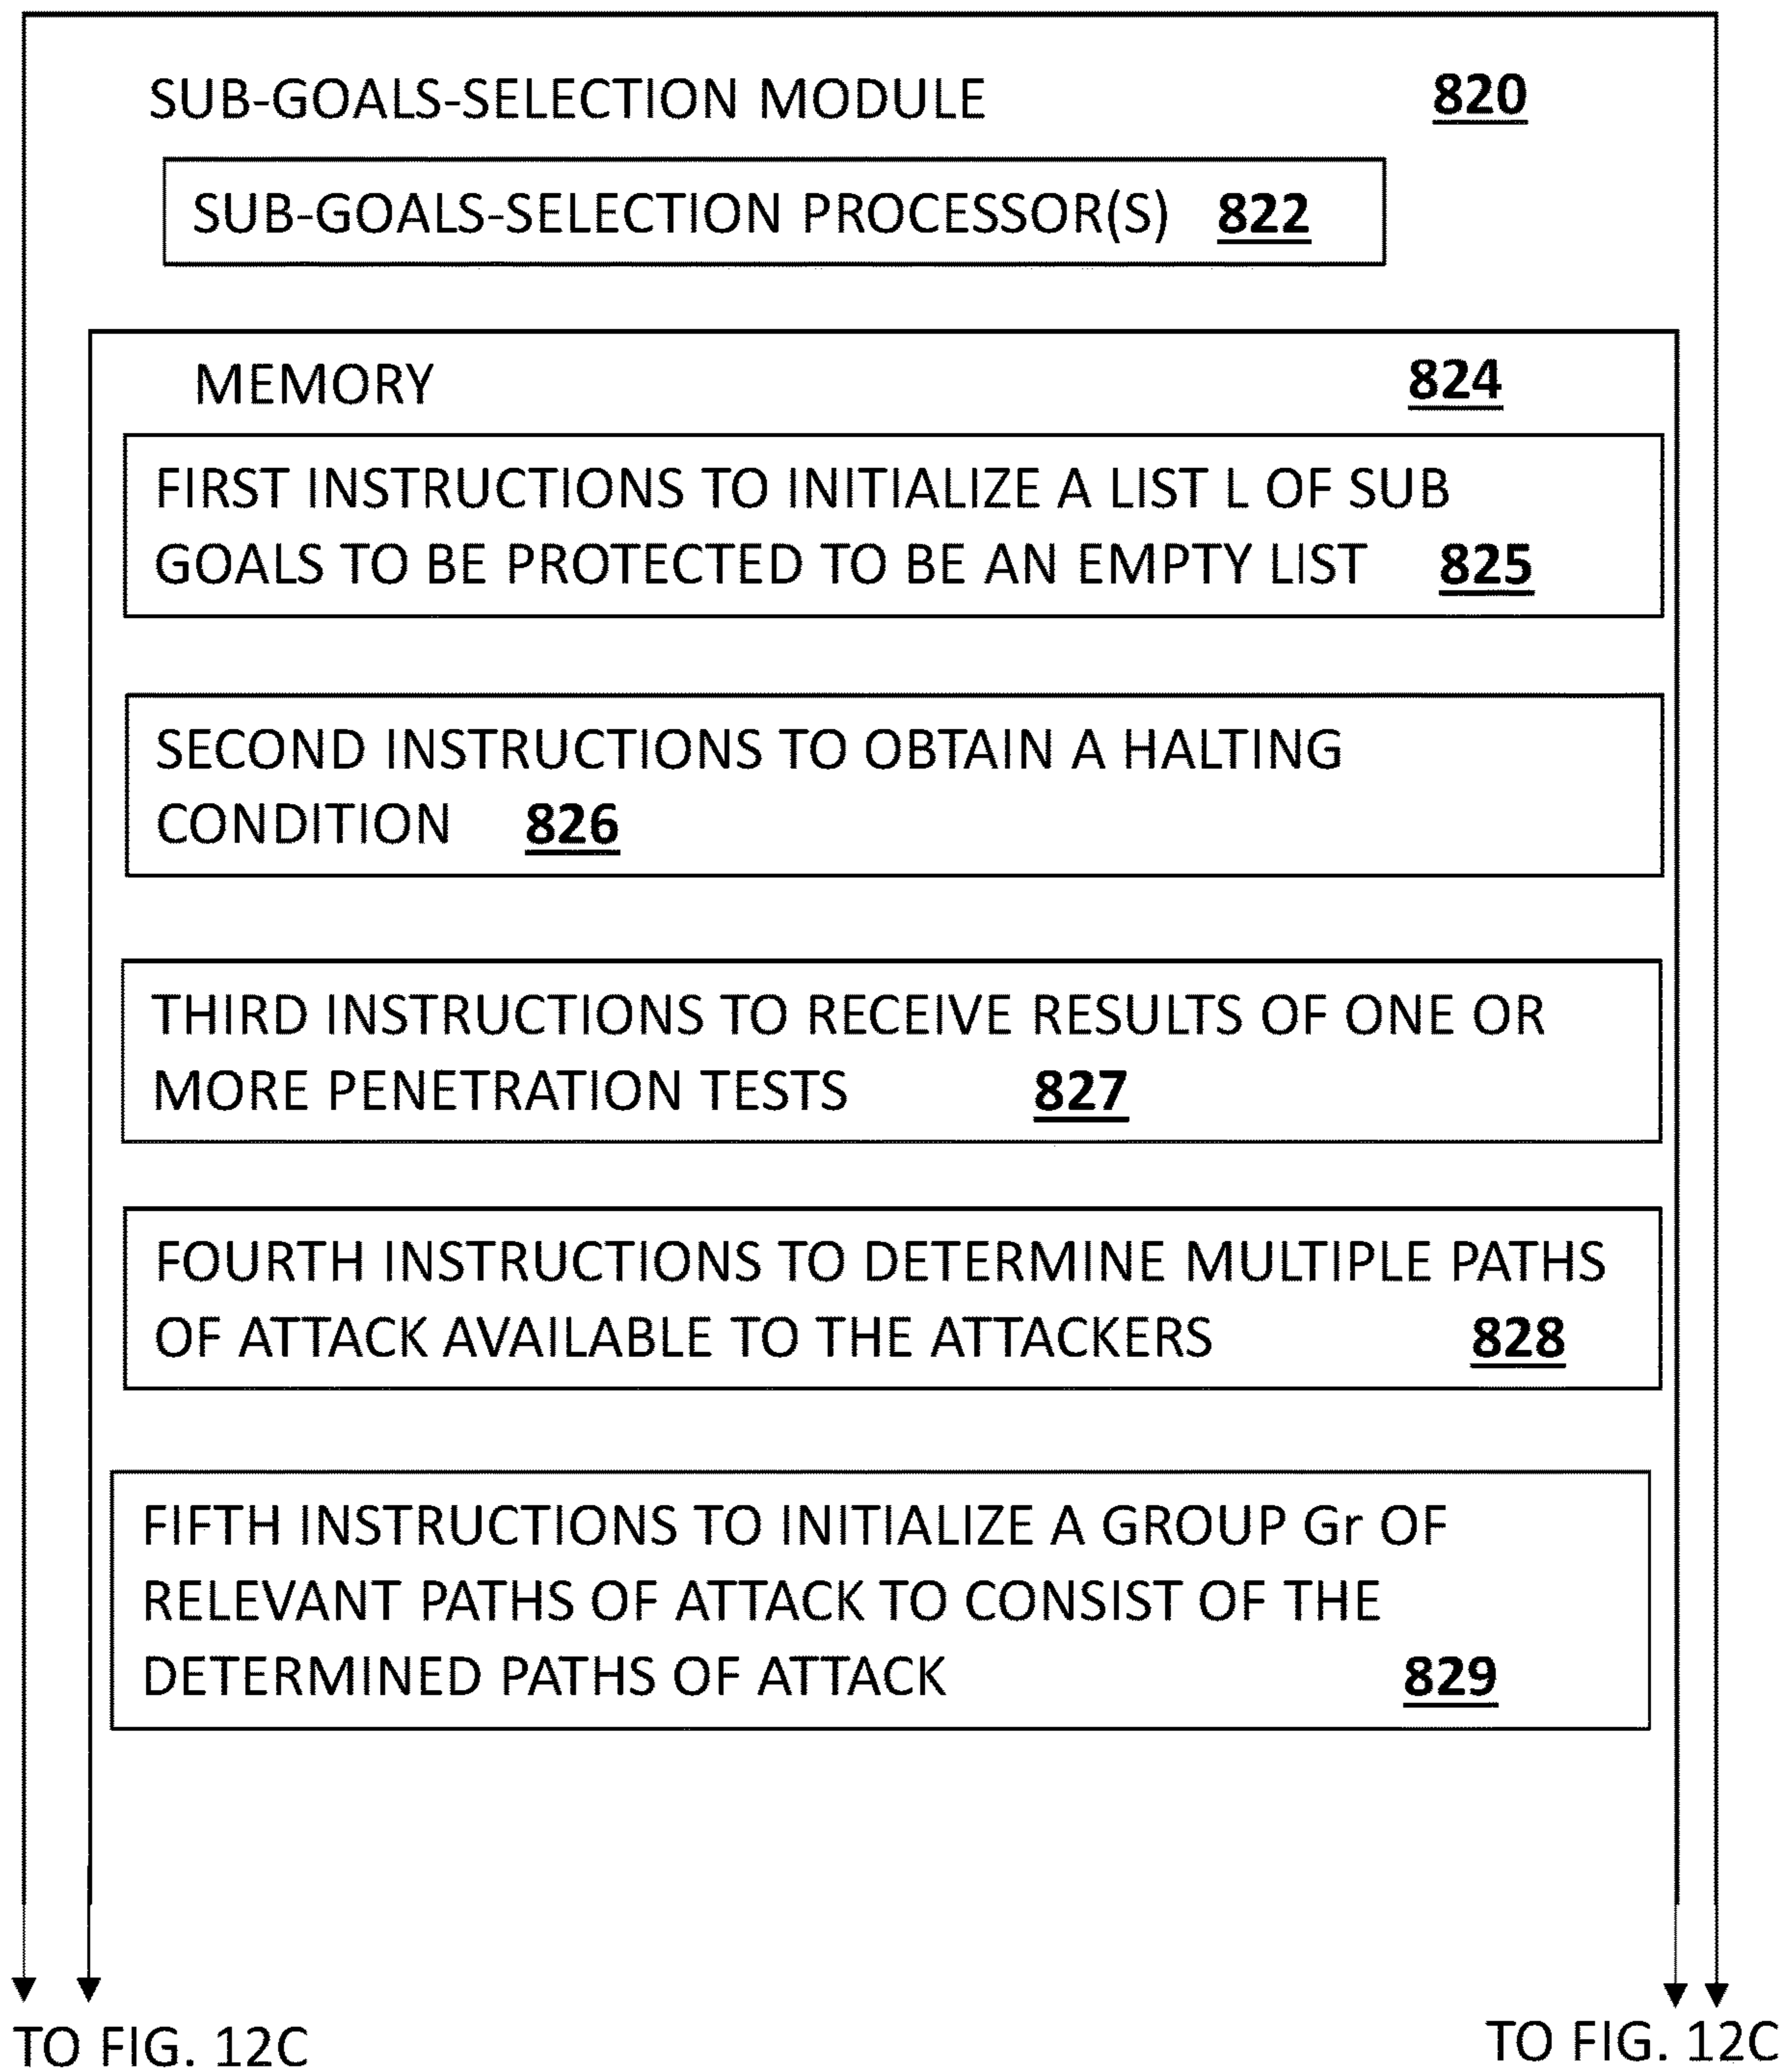 SUB-GOALS-SELECTION MODULE 820
SUB-GOALS-SELECTION PROCESSOR(S) 822
MEMORY 824
FIRST INSTRUCTIONS TO INITIALIZE A LIST L OF SUB
GOALS TO BE PROTECTED TO BE AN EMPTY LIST 825
SECOND INSTRUCTIONS TO OBTAIN A HALTING
CONDITION 826
THIRD INSTRUCTIONS TO RECEIVE RESULTS OF ONE OR
MORE PENETRATION TESTS 827
FOURTH INSTRUCTIONS TO DETERMINE MULTIPLE PATHS
OF ATTACK AVAILABLE TO THE ATTACKERS 828
FIFTH INSTRUCTIONS TO INITIALIZE A GROUP Gr OF
RELEVANT PATHS OF ATTACK TO CONSIST OF THE
DETERMINED PATHS OF ATTACK 829
TO FIG. 12C
TO FIG. 12C